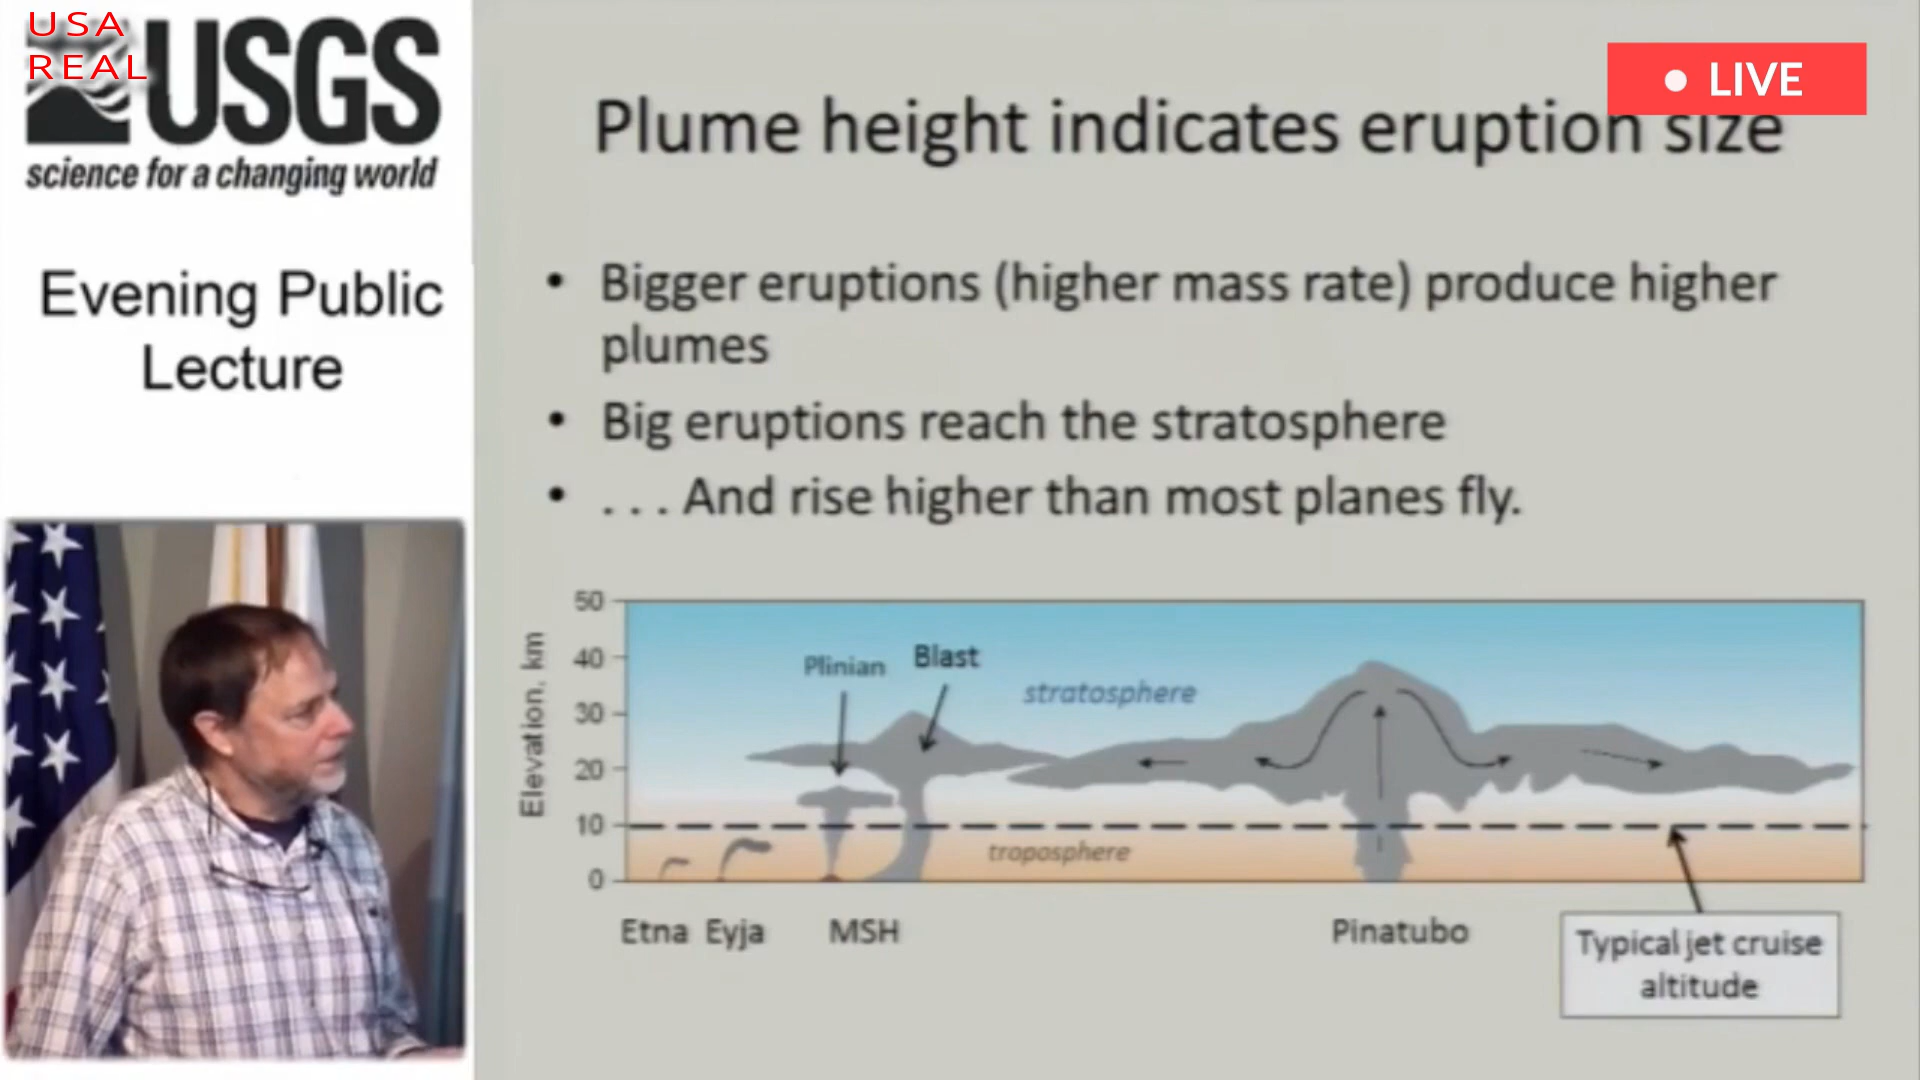 USA
REAL
USGS
science for a changing world
Evening Public
Lecture
LIVE
Plume height indicates eruption size
• Bigger eruptions (higher mass rate) produce higher
plumes
• Big eruptions reach the stratosphere
• . . . And rise higher than most planes fly.
Elevation, km
50
40
30
20
10
0
Plinian
Blast
stratosphere
troposphere
Etna
Eyja
MSH
Pinatubo
Typical jet cruise
altitude